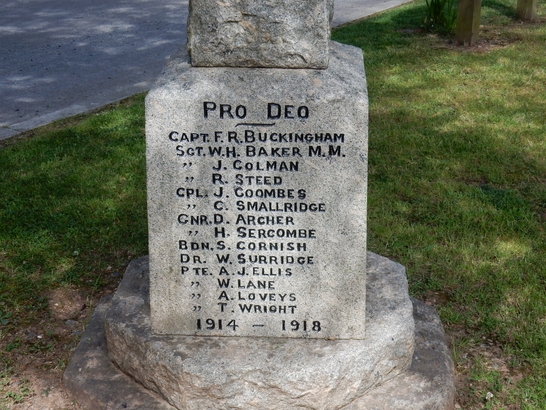 PRO DEO
CAPT. F. R. BUCKINGHAM
SGT. W. H. BAKER M. M.
" J. COLMAN
" R. STEED
CPL. J. COOMBES
" C. SMALLRIDGE
GNR. D. ARCHER
" H. SERCOMBE
BDN. S. CORNISH
DR. W. SURRIDGE
PTE. A. J. ELLIS
" W. LANE
" A. LOVEYS
" T. WRIGHT
1914 – 1918